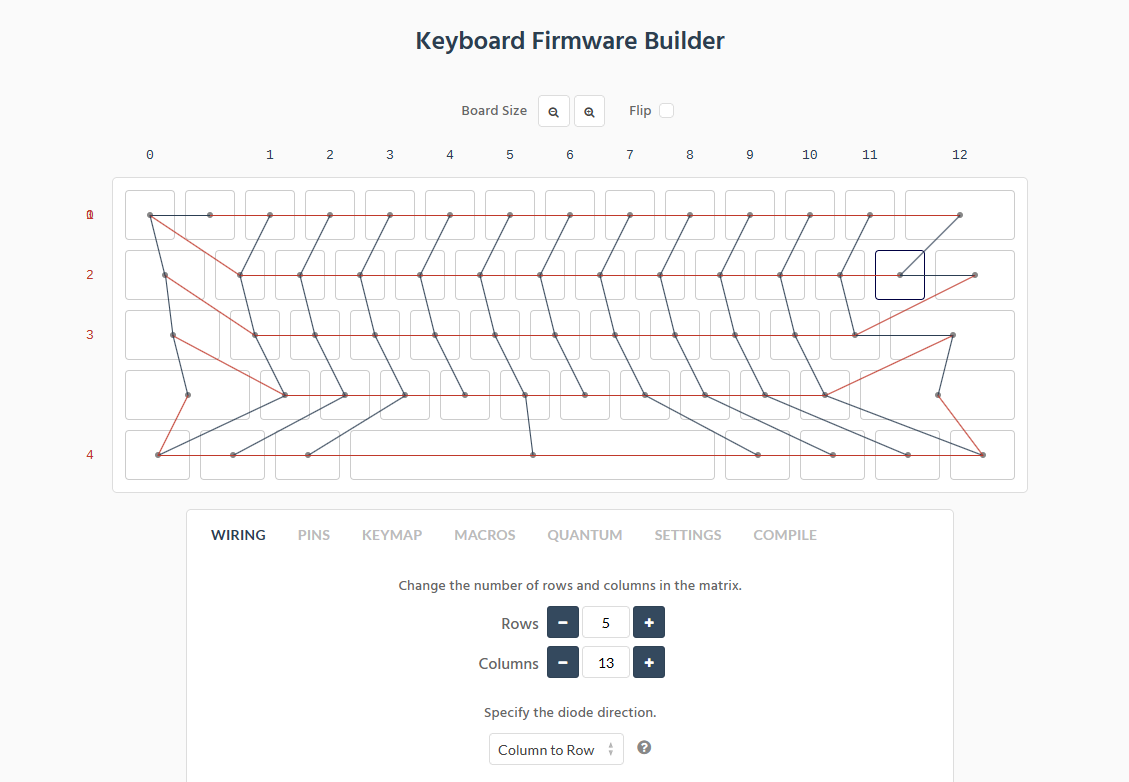 Keyboard Firmware Builder
Board Size Flip
0 1 2 3 4 5 6 7 8 9 10 11 12
2
3
4
WIRING PINS KEYMAP MACROS QUANTUM SETTINGS COMPILE
Change the number of rows and columns in the matrix.
Rows − 5 +
Columns − 13 +
Specify the diode direction.
Column to Row ?